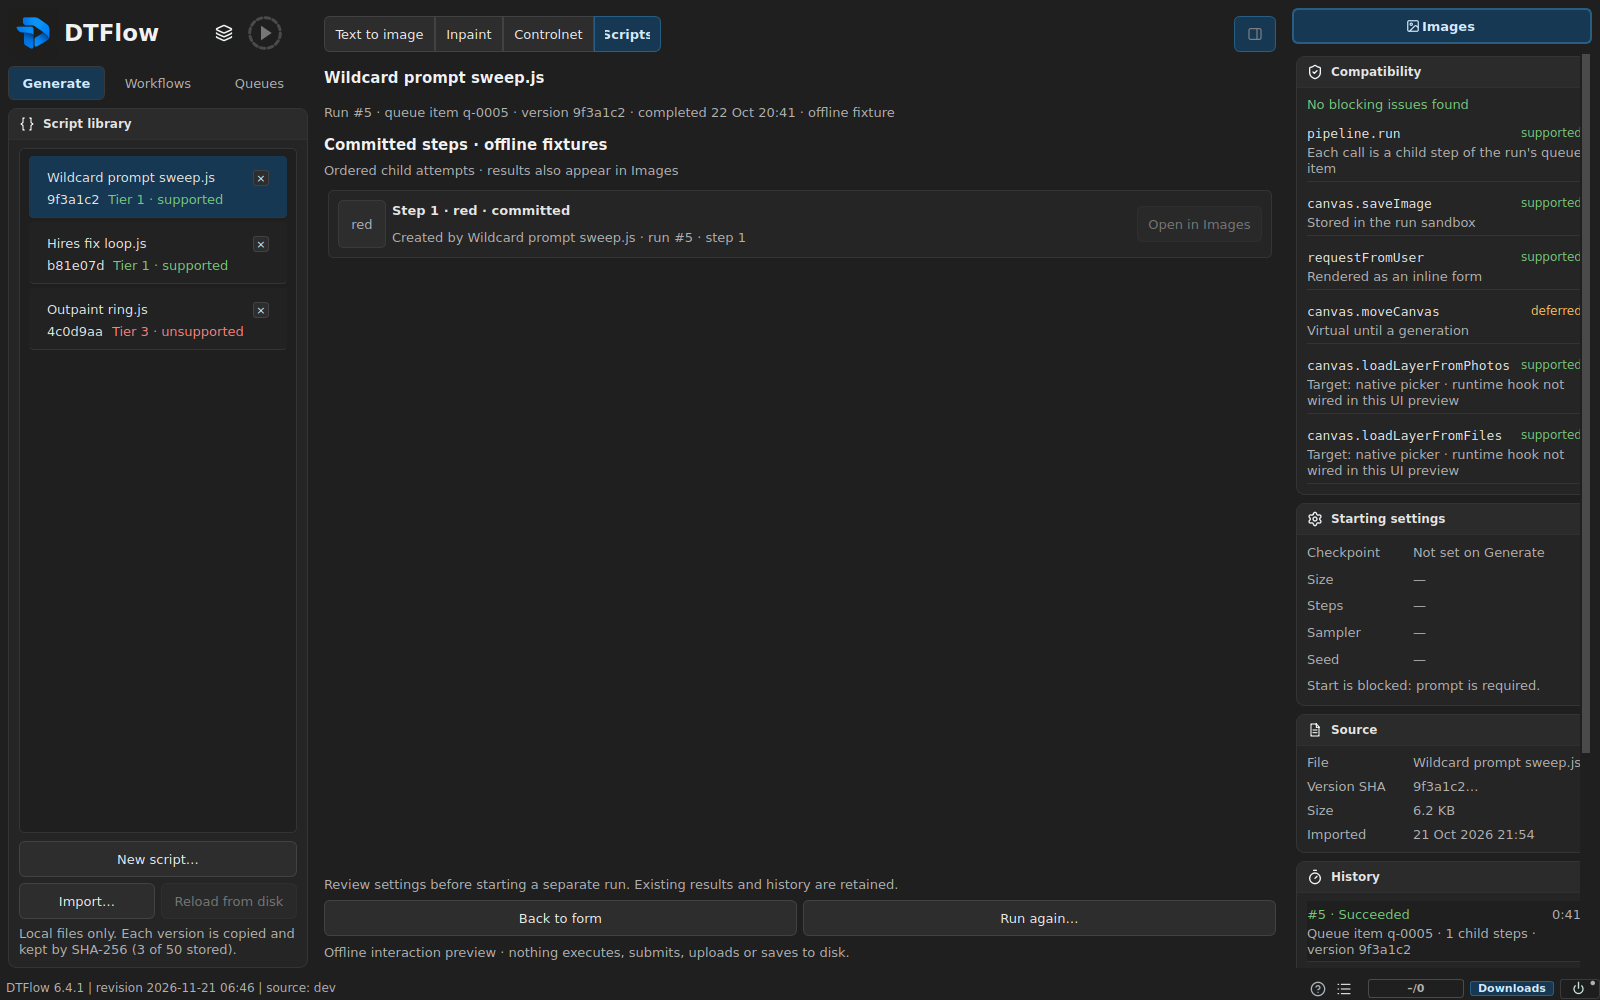 DTFlow
Generate
Workflows
Queues
Script library
Wildcard prompt sweep.js
9f3a1c2 Tier 1 · supported
Hires fix loop.js
b81e07d Tier 1 · supported
Outpaint ring.js
4c0d9aa Tier 3 · unsupported
New script...
Import...
Reload from disk
Local files only. Each version is copied and
kept by SHA-256 (3 of 50 stored).
Text to image
Inpaint
Controlnet
Scripts
Wildcard prompt sweep.js
Run #5 · queue item q-0005 · version 9f3a1c2 · completed 22 Oct 20:41 · offline fixture
Committed steps · offline fixtures
Ordered child attempts · results also appear in Images
red
Step 1 · red · committed
Created by Wildcard prompt sweep.js · run #5 · step 1
Open in Images
Review settings before starting a separate run. Existing results and history are retained.
Back to form
Run again...
Offline interaction preview · nothing executes, submits, uploads or saves to disk.
Images
Compatibility
No blocking issues found
pipeline.run supported
Each call is a child step of the run's queue
item
canvas.saveImage supported
Stored in the run sandbox
requestFromUser supported
Rendered as an inline form
canvas.moveCanvas deferred
Virtual until a generation
canvas.loadLayerFromPhotos supported
Target: native picker · runtime hook not
wired in this UI preview
canvas.loadLayerFromFiles supported
Target: native picker · runtime hook not
wired in this UI preview
Starting settings
Checkpoint Not set on Generate
Size —
Steps —
Sampler —
Seed —
Start is blocked: prompt is required.
Source
File Wildcard prompt sweep.js
Version SHA 9f3a1c2...
Size 6.2 KB
Imported 21 Oct 2026 21:54
History
#5 · Succeeded 0:41
Queue item q-0005 · 1 child steps ·
version 9f3a1c2
DTFlow 6.4.1 | revision 2026-11-21 06:46 | source: dev
-/0
Downloads